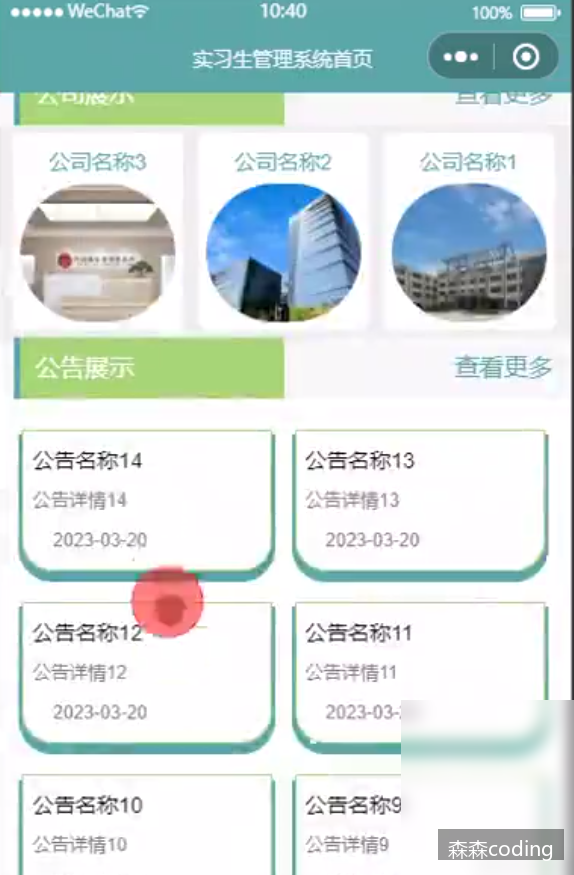 WeChat
10:40
100%
实习生管理系统首页
公司展示
查看更多
公司名称3
公司名称2
公司名称1
公告展示
查看更多
公告名称14
公告详情14
2023-03-20
公告名称13
公告详情13
2023-03-20
公告名称12
公告详情12
2023-03-20
公告名称11
公告详情11
2023-03-
公告名称10
公告详情10
公告名称9
公告详情9
森森coding